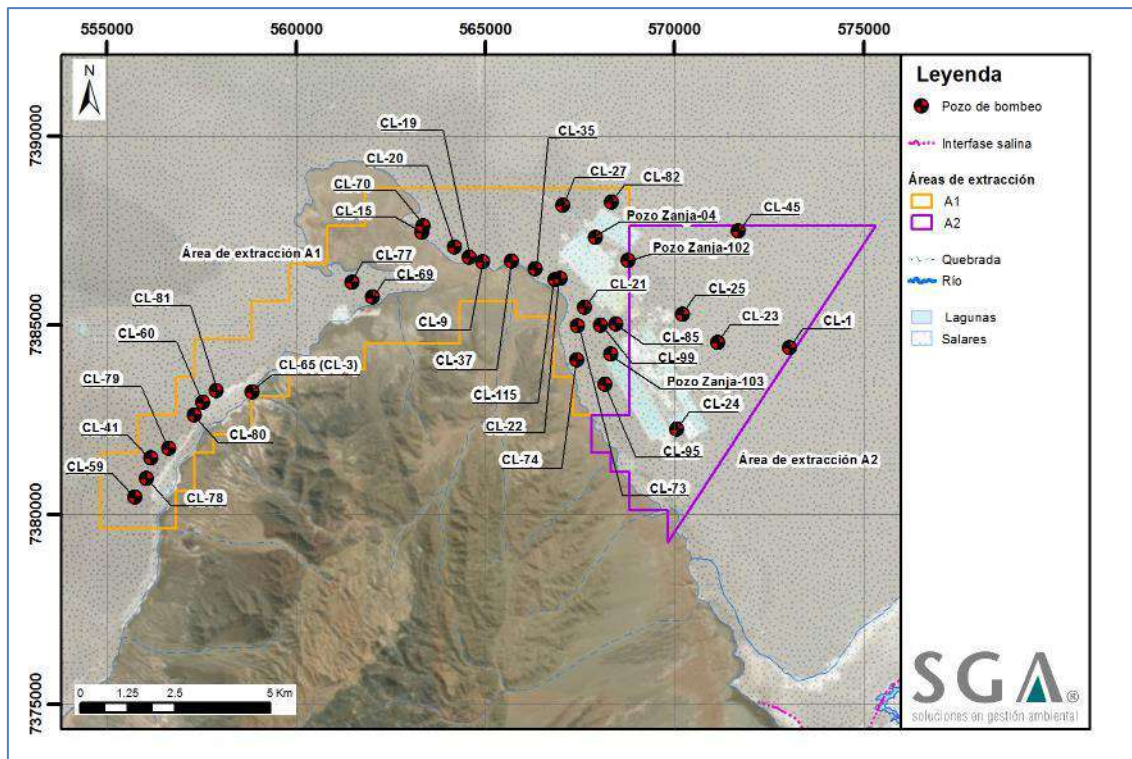 555000
560000
565000
570000
575000
7390000
7385000
7380000
7375000
N
CL-19
CL-20
CL-70
CL-15
CL-35
CL-27
CL-82
Pozo Zanja-04
CL-45
Pozo Zanja-102
Área de extracción A1
CL-77
CL-69
CL-21
CL-25
CL-81
CL-23
CL-60
CL-9
CL-85
CL-1
CL-79
CL-65 (CL-3)
CL-37
CL-99
CL-115
Pozo Zanja-103
CL-41
CL-80
CL-22
CL-24
CL-59
CL-74
CL-95
Área de extracción A2
CL-78
CL-73
0 1.25 2.5 5 Km
Leyenda
Pozo de bombeo
Interfase salina
Áreas de extracción
A1
A2
Quebrada
Río
Lagunas
Salares
SGA®
soluciones en gestión ambiental